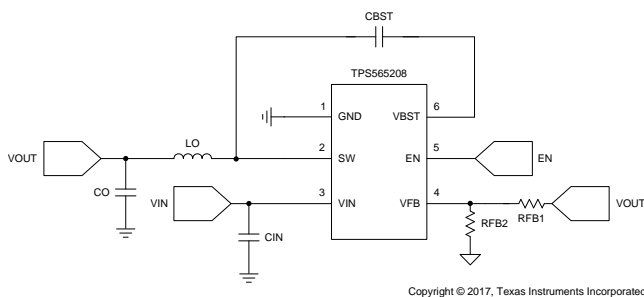 CBST
TPS565208
1 GND VBST 6
LO
VOUT 2 SW EN 5 EN
CO
VIN 3 VIN VFB 4 VOUT
RFB1
RFB2
CIN
Copyright © 2017, Texas Instruments Incorporated